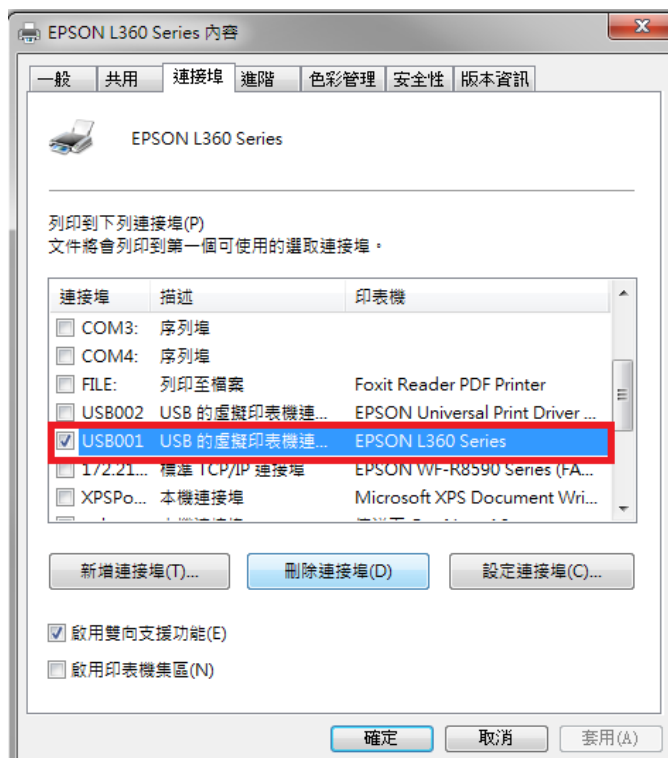 EPSON L360 Series 內容
一般 共用 連接埠 進階 色彩管理 安全性 版本資訊
EPSON L360 Series
列印到下列連接埠(P)
文件將會列印到第一個可使用的選取連接埠。
連接埠 描述 印表機
COM3: 序列埠
COM4: 序列埠
FILE: 列印至檔案 Foxit Reader PDF Printer
USB002 USB 的虛擬印表機連... EPSON Universal Print Driver ...
USB001 USB 的虛擬印表機連... EPSON L360 Series
172.21... 標準 TCP/IP 連接埠 EPSON WF-R8590 Series (FA...
XPSPo... 本機連接埠 Microsoft XPS Document Wri...
新增連接埠(T)... 刪除連接埠(D) 設定連接埠(C)...
啟用雙向支援功能(E)
啟用印表機集區(N)
確定 取消 套用(A)